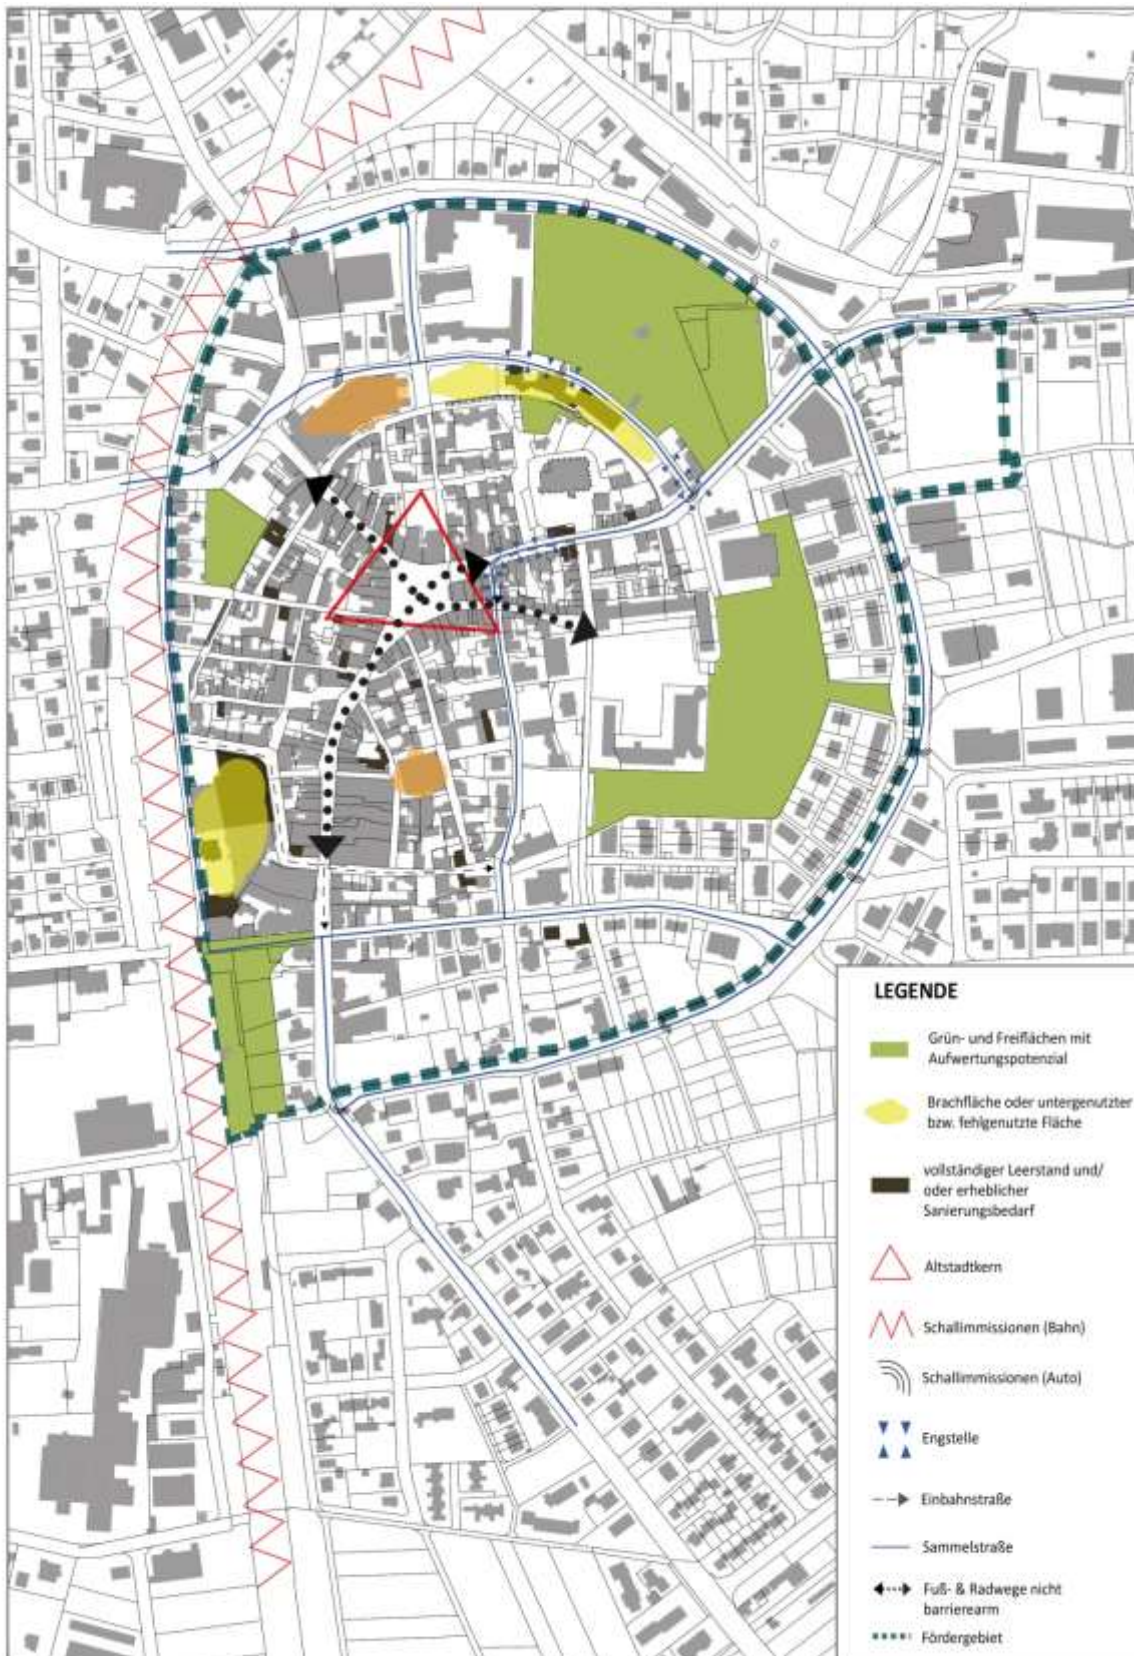 LEGENDE
Grün- und Freiflächen mit
Aufwertungspotenzial
Brachfläche oder untergenutzter
bzw. fehlgenutzte Fläche
vollständiger Leerstand und/
oder erheblicher
Sanierungsbedarf
Altstadtkern
Schallimmissionen (Bahn)
Schallimmissionen (Auto)
Engstelle
Einbahnstraße
Sammelstraße
Fuß- & Radwege nicht
barrierearm
Fördergebiet